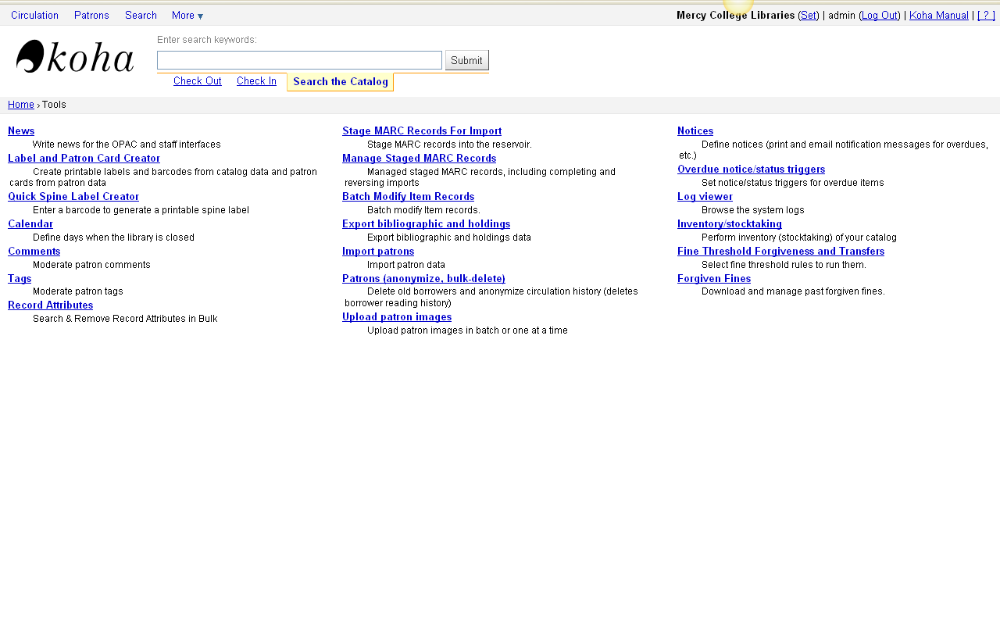 Circulation Patrons Search More ▼ Mercy College Libraries (Set) | admin (Log Out) | Koha Manual | [ ? ]
koha
Enter search keywords:
Submit
Check Out Check In Search the Catalog
Home › Tools
News
Write news for the OPAC and staff interfaces
Label and Patron Card Creator
Create printable labels and barcodes from catalog data and patron
cards from patron data
Quick Spine Label Creator
Enter a barcode to generate a printable spine label
Calendar
Define days when the library is closed
Comments
Moderate patron comments
Tags
Moderate patron tags
Record Attributes
Search & Remove Record Attributes in Bulk
Stage MARC Records For Import
Stage MARC records into the reservoir.
Manage Staged MARC Records
Managed staged MARC records, including completing and
reversing imports
Batch Modify Item Records
Batch modify Item records.
Export bibliographic and holdings
Export bibliographic and holdings data
Import patrons
Import patron data
Patrons (anonymize, bulk-delete)
Delete old borrowers and anonymize circulation history (deletes
borrower reading history)
Upload patron images
Upload patron images in batch or one at a time
Notices
Define notices (print and email notification messages for overdues,
etc.)
Overdue notice/status triggers
Set notice/status triggers for overdue items
Log viewer
Browse the system logs
Inventory/stocktaking
Perform inventory (stocktaking) of your catalog
Fine Threshold Forgiveness and Transfers
Select fine threshold rules to run them.
Forgiven Fines
Download and manage past forgiven fines.